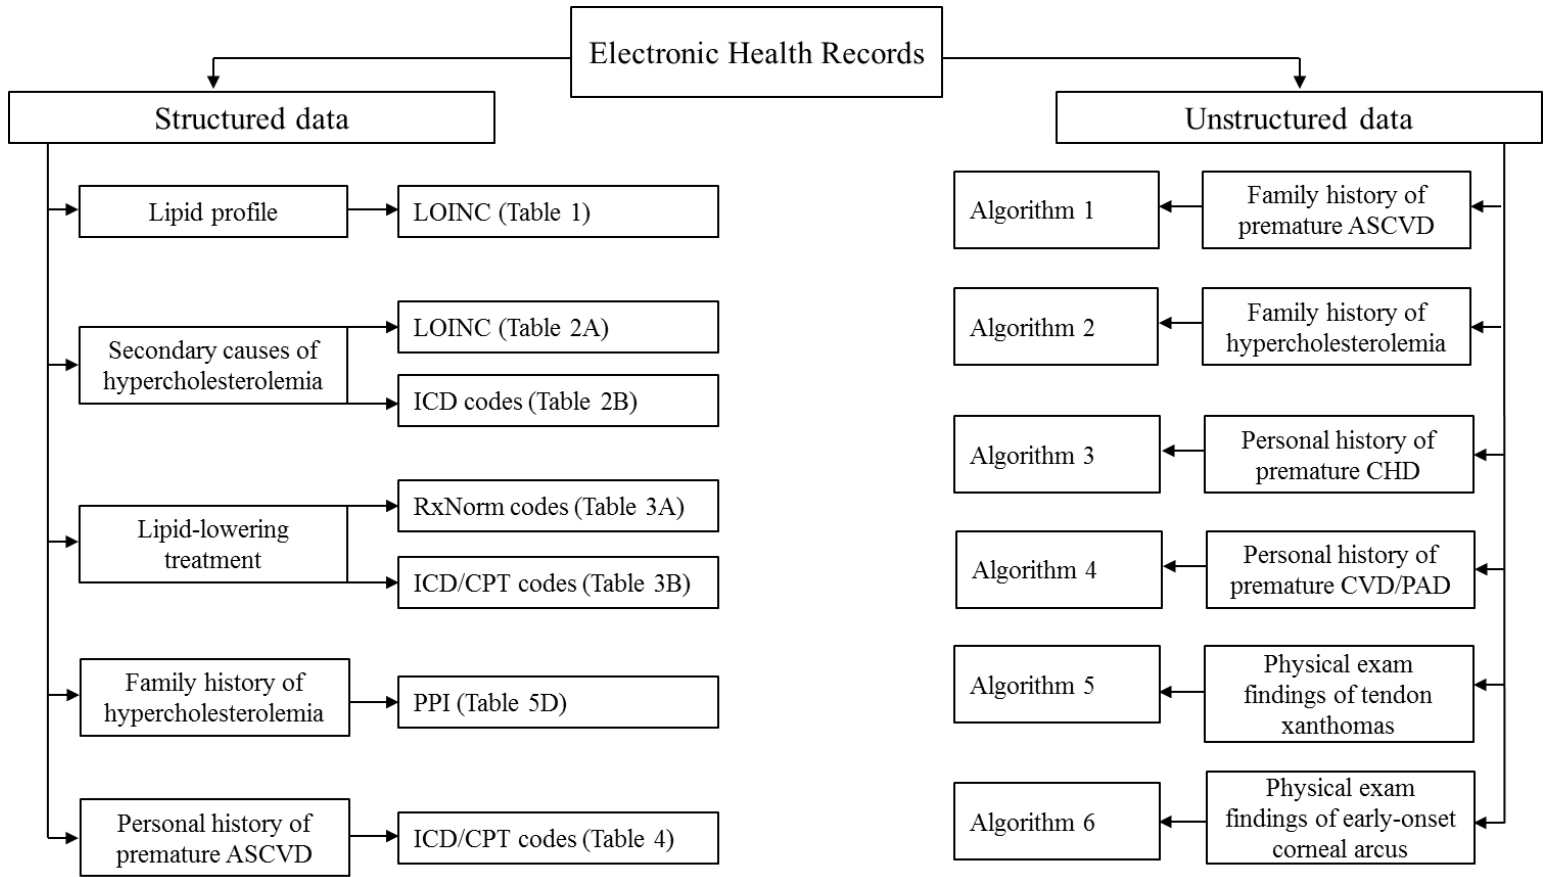 Electronic Health Records
Structured data
Lipid profile
LOINC (Table 1)
Secondary causes of
hypercholesterolemia
LOINC (Table 2A)
ICD codes (Table 2B)
Lipid-lowering
treatment
RxNorm codes (Table 3A)
ICD/CPT codes (Table 3B)
Family history of
hypercholesterolemia
PPI (Table 5D)
Personal history of
premature ASCVD
ICD/CPT codes (Table 4)
Unstructured data
Algorithm 1
Family history of
premature ASCVD
Algorithm 2
Family history of
hypercholesterolemia
Algorithm 3
Personal history of
premature CHD
Algorithm 4
Personal history of
premature CVD/PAD
Algorithm 5
Physical exam
findings of tendon
xanthomas
Algorithm 6
Physical exam
findings of early-onset
corneal arcus